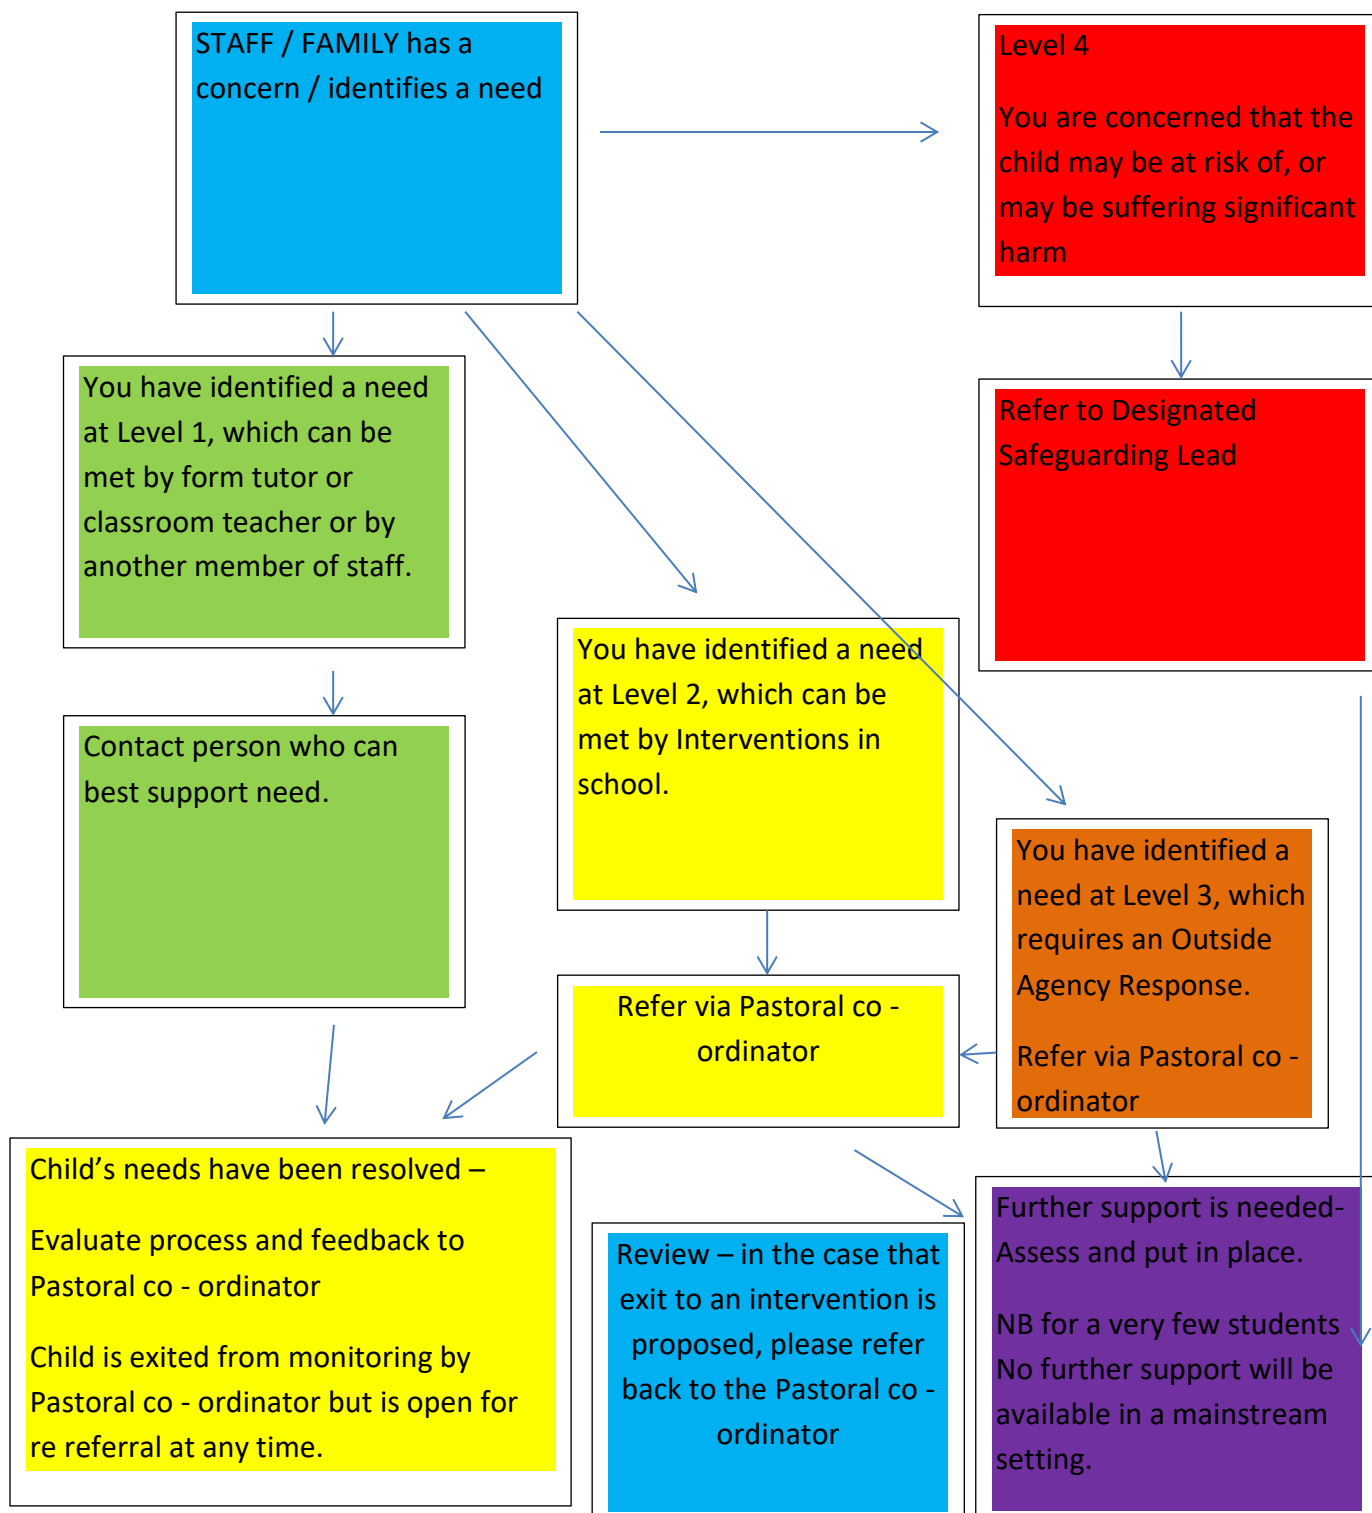 STAFF / FAMILY has a
concern / identifies a need
Level 4
You are concerned that the
child may be at risk of, or
may be suffering significant
harm
You have identified a need
at Level 1, which can be
met by form tutor or
classroom teacher or by
another member of staff.
Refer to Designated
Safeguarding Lead
You have identified a need
at Level 2, which can be
met by Interventions in
school.
Contact person who can
best support need.
You have identified a
need at Level 3, which
requires an Outside
Agency Response.
Refer via Pastoral co -
ordinator
Refer via Pastoral co -
ordinator
Child’s needs have been resolved –
Evaluate process and feedback to
Pastoral co - ordinator
Child is exited from monitoring by
Pastoral co - ordinator but is open for
re referral at any time.
Review – in the case that
exit to an intervention is
proposed, please refer
back to the Pastoral co -
ordinator
Further support is needed-
Assess and put in place.
NB for a very few students
No further support will be
available in a mainstream
setting.